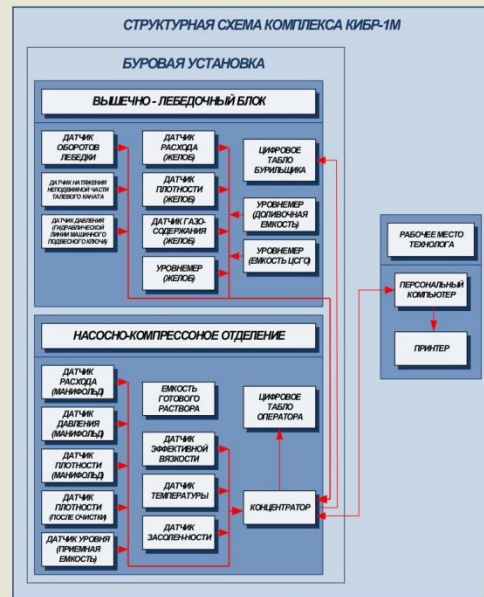 СТРУКТУРНАЯ СХЕМА КОМПЛЕКСА КИБР-1М
БУРОВАЯ УСТАНОВКА
ВЫШЕЧНО - ЛЕБЕДОЧНЫЙ БЛОК
ДАТЧИК
ОБОРОТОВ
ЛЕБЕДКИ
ДАТЧИК НАТЯЖЕНИЯ
НЕПОДВИЖНОЙ ЧАСТИ
ТАЛЕВОГО КАНАТА
ДАТЧИК ДАВЛЕНИЯ
(ГИДРАВЛИЧЕСКОЙ
ЛИНИИ МАШИННОГО
ПОДВЕСНОГО КЛЮЧА)
ДАТЧИК
РАСХОДА
(ЖЕЛОБ)
ДАТЧИК
ПЛОТНОСТИ
(ЖЕЛОБ)
ДАТЧИК ГАЗО-
СОДЕРЖАНИЯ
(ЖЕЛОБ)
УРОВНЕМЕР
(ЖЕЛОБ)
ЦИФРОВОЕ
ТАБЛО
БУРИЛЬЩИКА
УРОВНЕМЕР
(ДОЛИВОЧНАЯ
ЕМКОСТЬ)
УРОВНЕМЕР
(ЕМКОСТЬ ЦСГО)
НАСОСНО-КОМПРЕССОНОЕ ОТДЕЛЕНИЕ
ДАТЧИК
РАСХОДА
(МАНИФОЛЬД)
ДАТЧИК
ДАВЛЕНИЯ
(МАНИФОЛЬД)
ДАТЧИК
ПЛОТНОСТИ
(МАНИФОЛЬД)
ДАТЧИК
ПЛОТНОСТИ
(ПОСЛЕ ОЧИСТКИ)
ДАТЧИК УРОВНЯ
(ПРИЕМНАЯ
ЕМКОСТЬ)
ЕМКОСТЬ
ГОТОВОГО
РАСТВОРА
ДАТЧИК
ЭФФЕКТИВНОЙ
ВЯЗКОСТИ
ДАТЧИК
ТЕМПЕРАТУРЫ
ДАТЧИК
ЗАСОЛЕН-НОСТИ
ЦИФРОВОЕ
ТАБЛО
ОПЕРАТОРА
КОНЦЕНТРАТОР
РАБОЧЕЕ МЕСТО
ТЕХНОЛОГА
ПЕРСОНАЛЬНЫЙ
КОМПЬЮТЕР
ПРИНТЕР